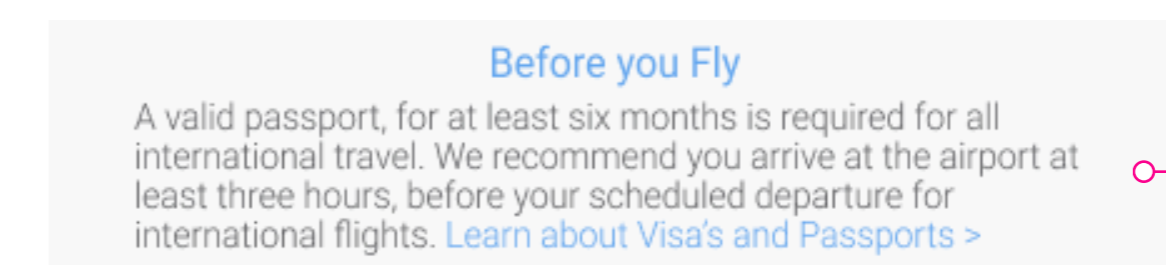 Before you Fly
A valid passport, for at least six months is required for all
international travel. We recommend you arrive at the airport at
least three hours, before your scheduled departure for
international flights. Learn about Visa's and Passports >